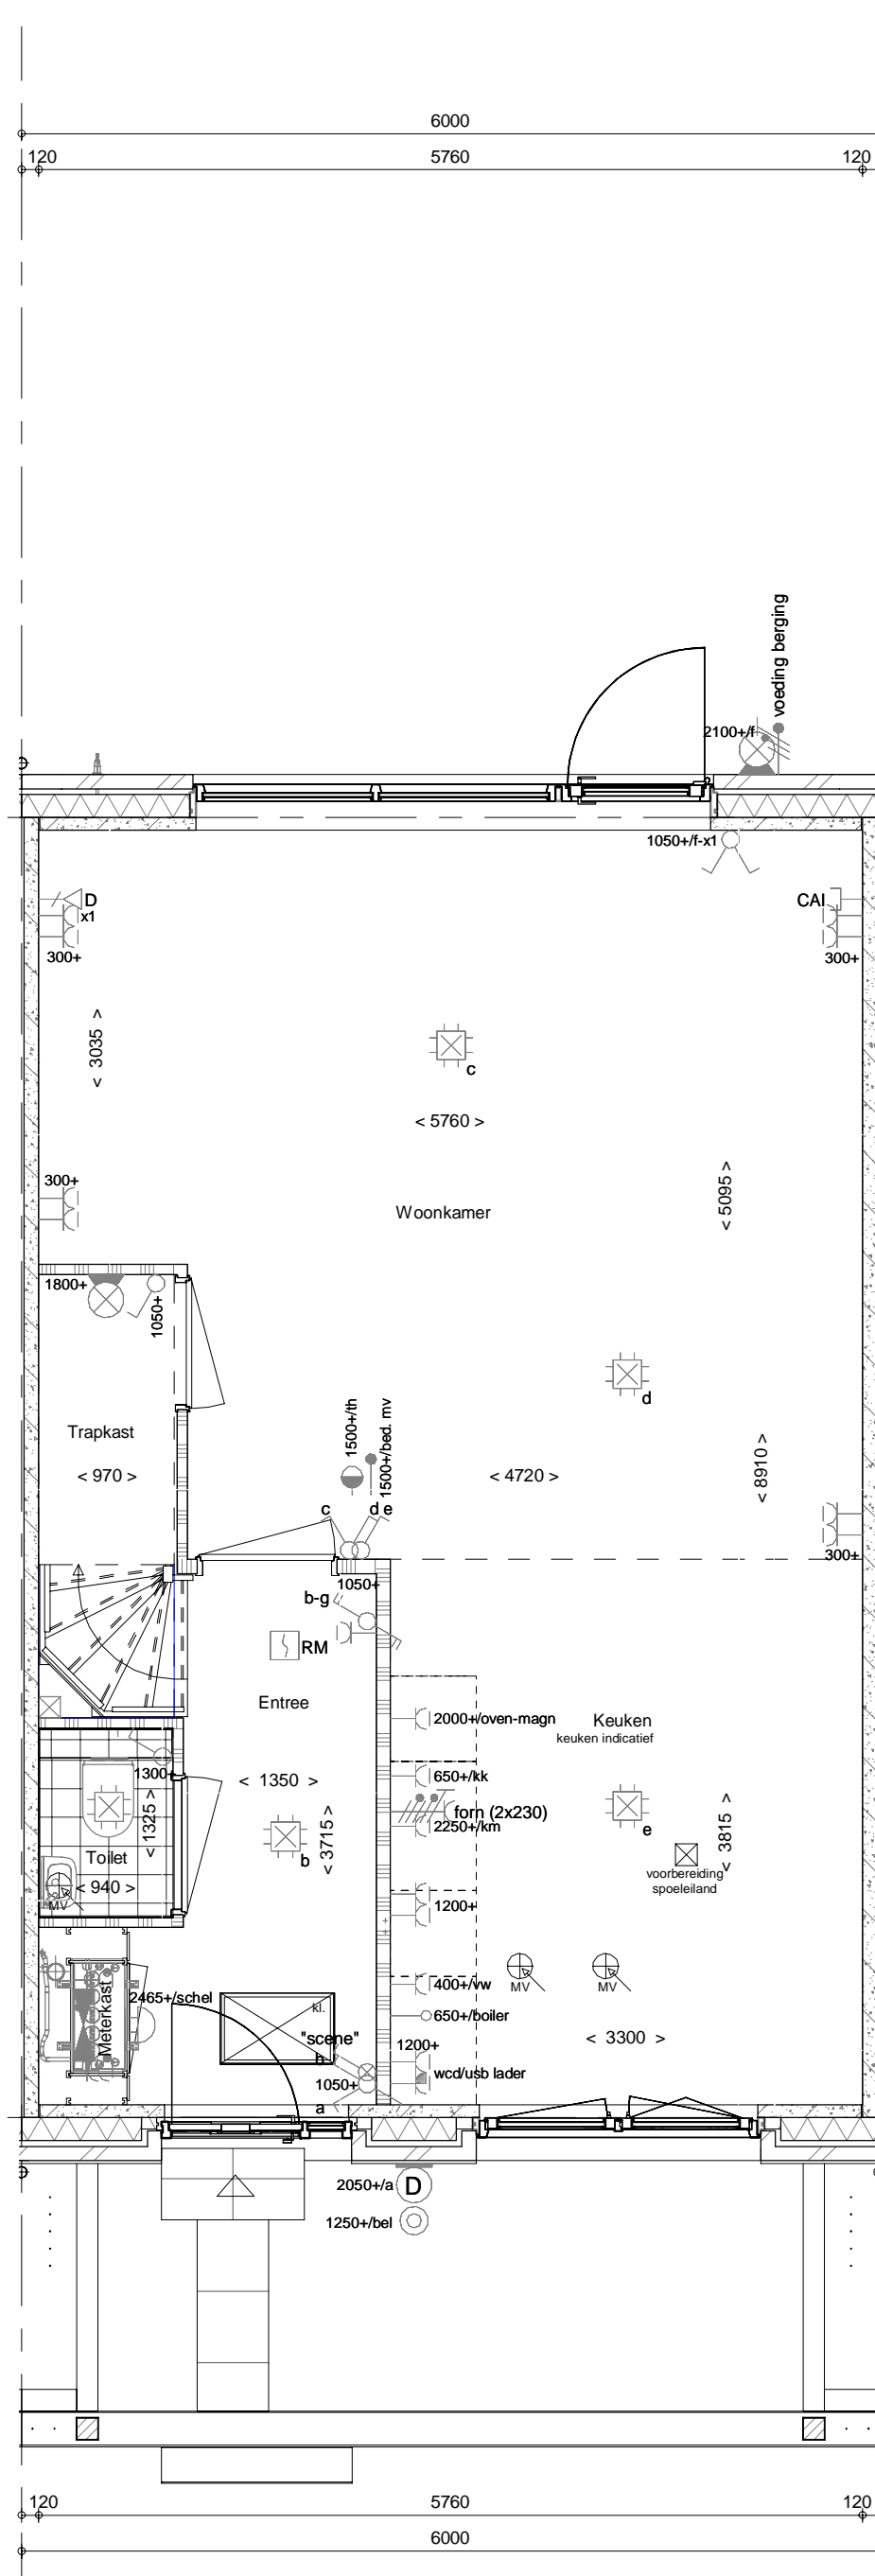 6000
120
5760
120
voeding berging
2100+/f
1050+/f-x1
D
x1
300+
CAI
300+
< 3035 >
c
< 5760 >
300+
< 5095 >
Woonkamer
1800+
1050+
d
Trapkast
1500+/th
1500+/bed. mv
< 8910 >
< 970 >
< 4720 >
c
d e
300+
1050+
b-g
RM
Entree
2000+/oven-magn
Keuken
keuken indicatief
1300+
650+/kk
< 1350 >
forn (2x230)
2250+/km
< 1325 >
< 3715 >
e
< 3815 >
b
Toilet
voorbereiding
spoeleiland
< 940 >
MV
1200+
400+/vw
MV
MV
2465+/schel
Meterkast
kl.
650+/boiler
"scene"
b
1200+
< 3300 >
1050+
wcd/usb lader
a
2050+/a
D
1250+/bel
120
5760
120
6000